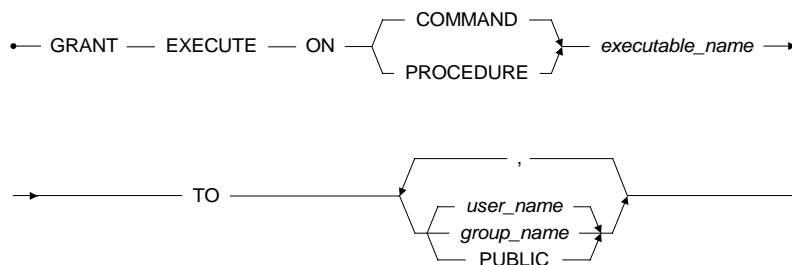 COMMAND
GRANT EXECUTE ON executable_name
PROCEDURE
,
TO
user_name
group_name
PUBLIC